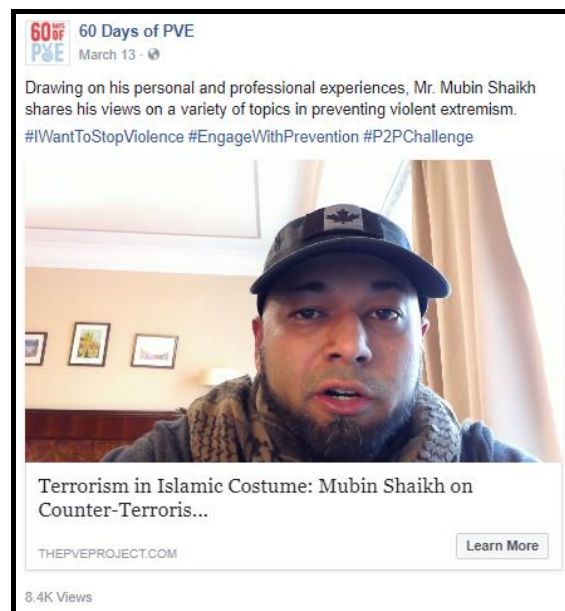 60 DAYS
OF
PVE
60 Days of PVE
March 13
Drawing on his personal and professional experiences, Mr. Mubin Shaikh
shares his views on a variety of topics in preventing violent extremism.
#IWantToStopViolence #EngageWithPrevention #P2PChallenge
Terrorism in Islamic Costume: Mubin Shaikh on
Counter-Terroris...
THEPVEPROJECT.COM
Learn More
8.4K Views